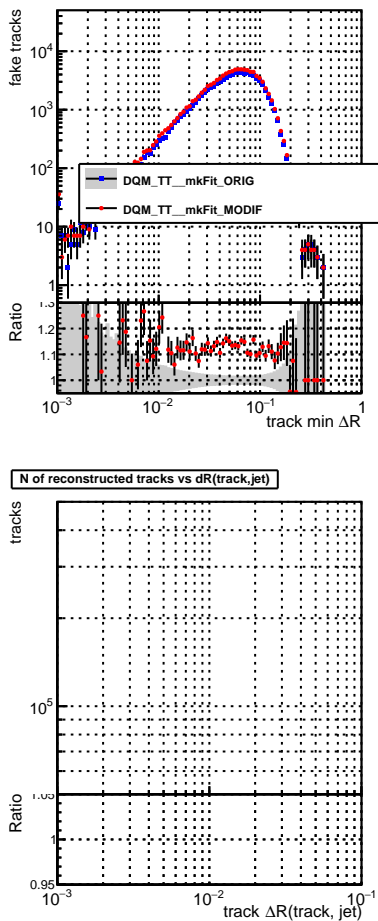 fake tracks
10⁴
10³
10²
DQM_TT__mkFit_ORIG
DQM_TT__mkFit_MODIF
10
1
Ratio
1.3
1.2
1.1
1
10⁻³ 10⁻² 10⁻¹ 1
track min ΔR
N of reconstructed tracks vs dR(track,jet)
tracks
10⁵
Ratio
1.05
1
0.95
10⁻³ 10⁻² 10⁻¹
track ΔR(track, jet)